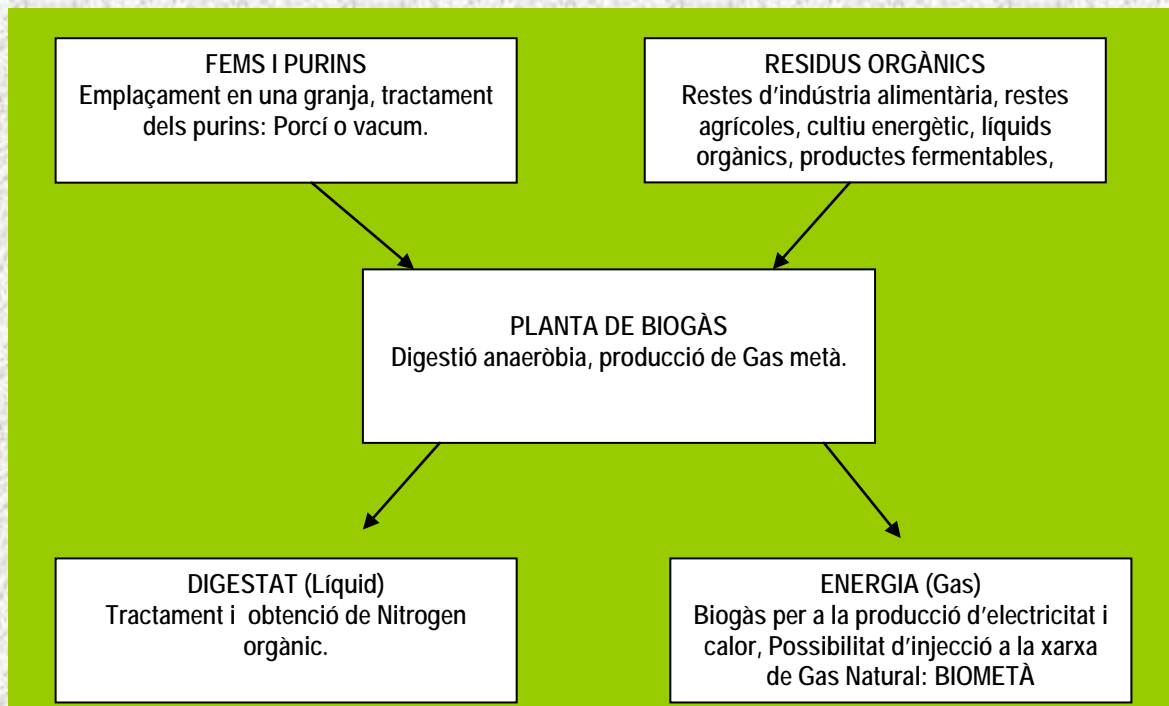 FEMS I PURINS
Emplaçament en una granja, tractament
dels purins: Porcí o vacum.
RESIDUS ORGÀNICS
Restes d'indústria alimentària, restes
agrícoles, cultiu energètic, líquids
orgànics, productes fermentables,
PLANTA DE BIOGÀS
Digestió anaeròbia, producció de Gas metà.
DIGESTAT (Líquid)
Tractament i obtenció de Nitrogen
orgànic.
ENERGIA (Gas)
Biogàs per a la producció d'electricitat i
calor, Possibilitat d'injecció a la xarxa
de Gas Natural: BIOMETÀ